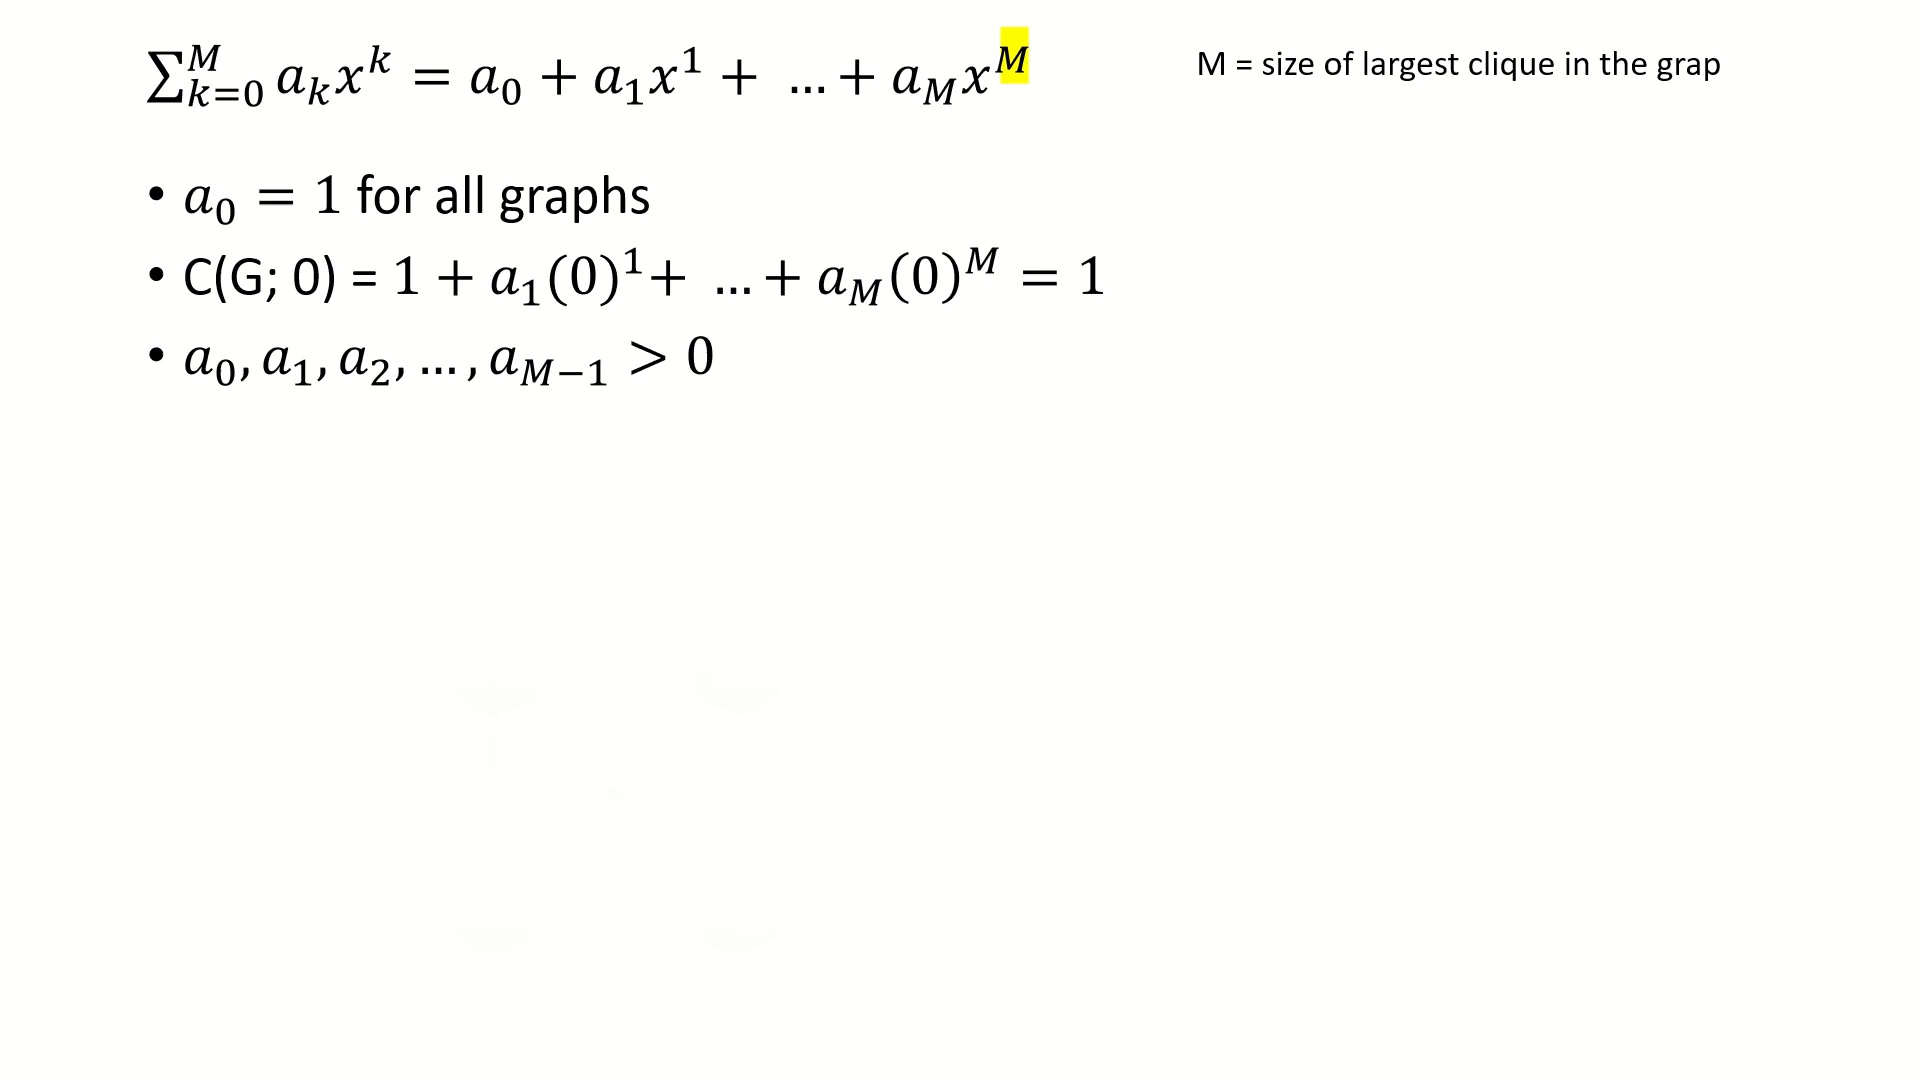 ∑_{k=0}^{M} a_k x^k = a_0 + a_1 x^1 + … + a_M x^M
M = size of largest clique in the grap
• a_0 = 1 for all graphs
• C(G; 0) = 1 + a_1(0)^1 + … + a_M(0)^M = 1
• a_0, a_1, a_2, … , a_{M−1} > 0